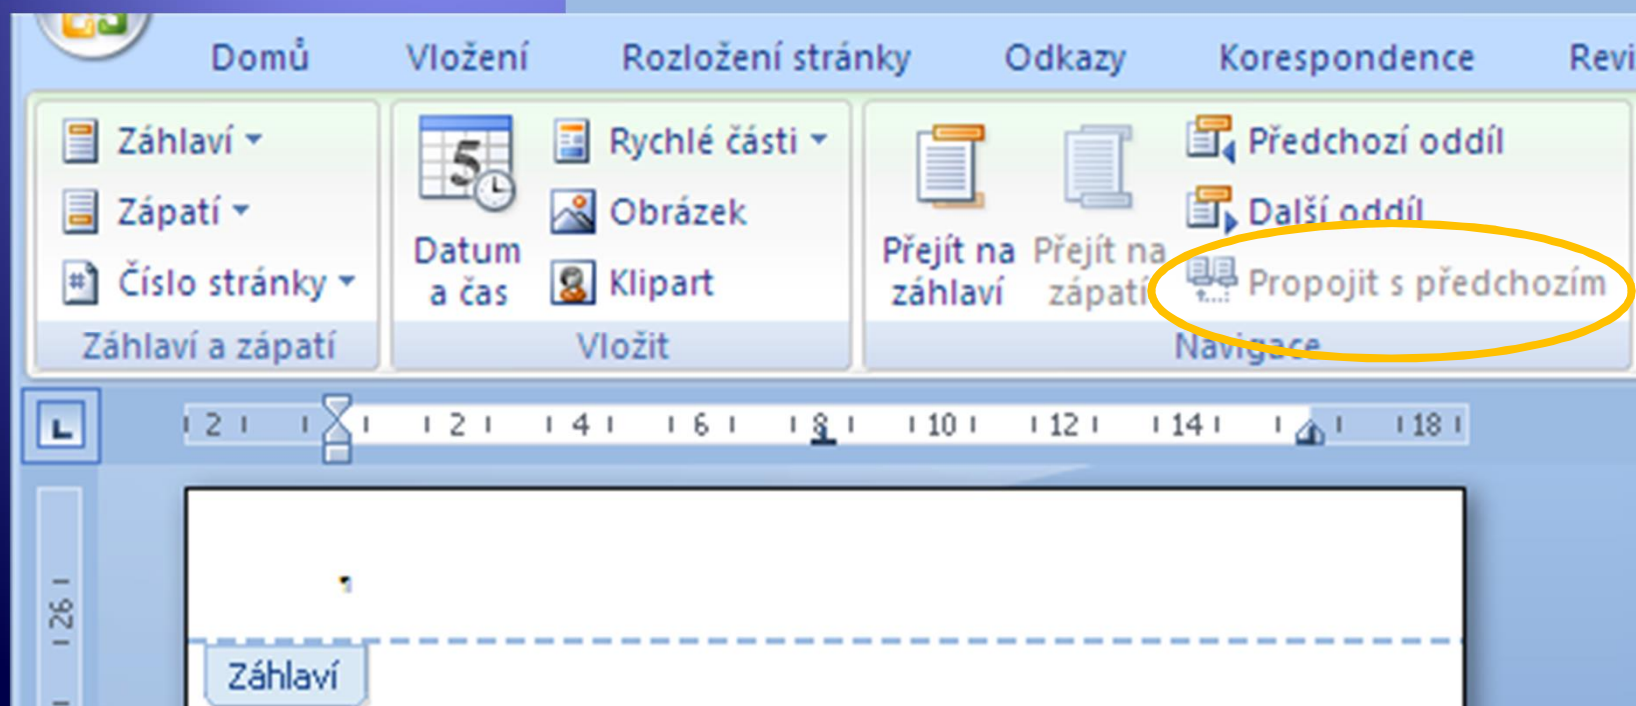 Domů Vložení Rozložení stránky Odkazy Korespondence Revi
Záhlaví
Zápatí
Číslo stránky
Záhlaví a zápatí
5
Datum
a čas
Rychlé části
Obrázek
Klipart
Vložit
Přejít na
záhlaví
Přejít na
zápatí
Předchozí oddíl
Další oddíl
Propojit s předchozím
Navigace
L
2 2 4 6 8 10 12 14 18
26
¶
Záhlaví